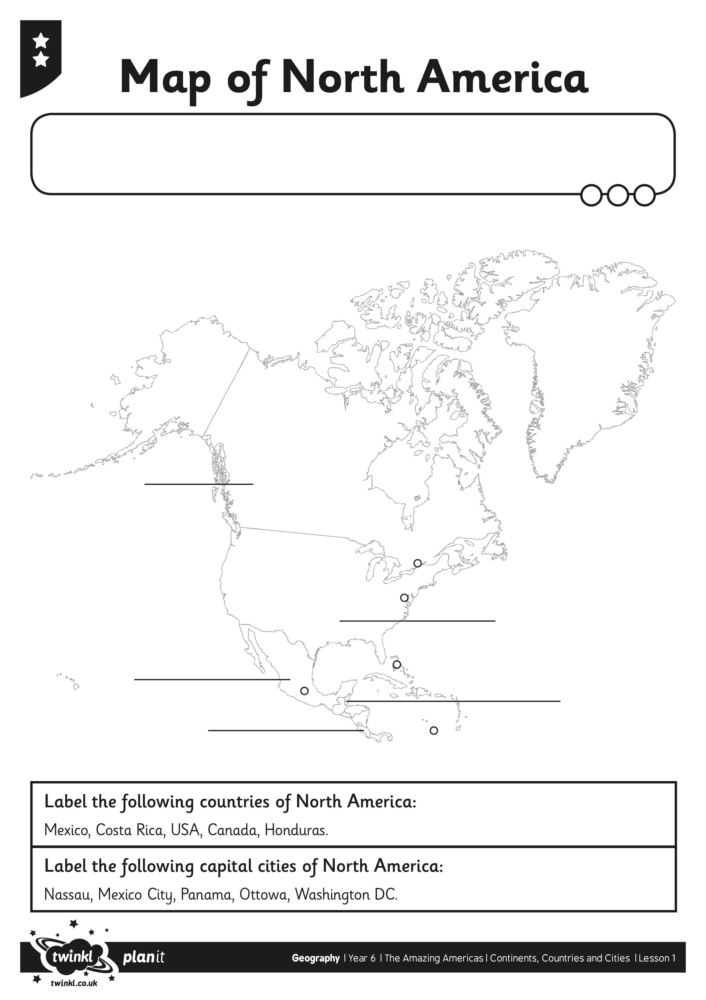 Map of North America
Label the following countries of North America:
Mexico, Costa Rica, USA, Canada, Honduras.
Label the following capital cities of North America:
Nassau, Mexico City, Panama, Ottowa, Washington DC.
twinkl planit
Geography | Year 6 | The Amazing Americas | Continents, Countries and Cities | Lesson 1
twinkl.co.uk